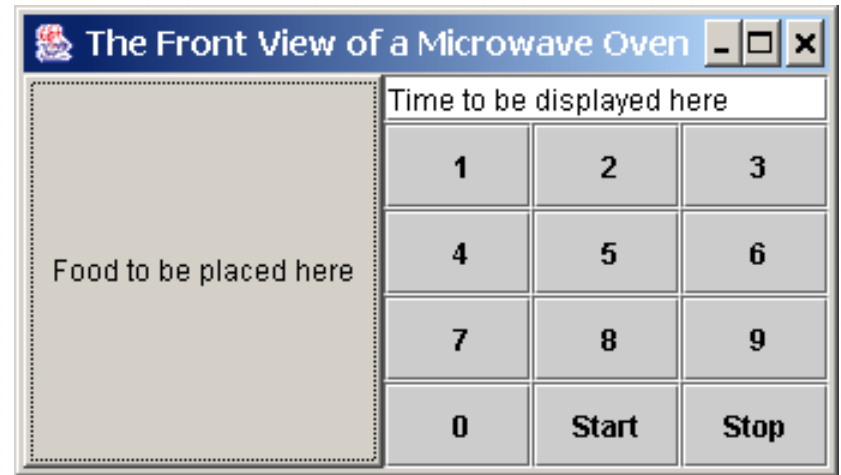 The Front View of a Microwave Oven
Time to be displayed here
Food to be placed here
1 2 3
4 5 6
7 8 9
0 Start Stop